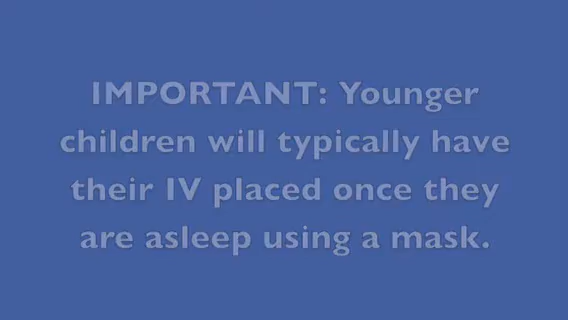 IMPORTANT: Younger
children will typically have
their IV placed once they
are asleep using a mask.